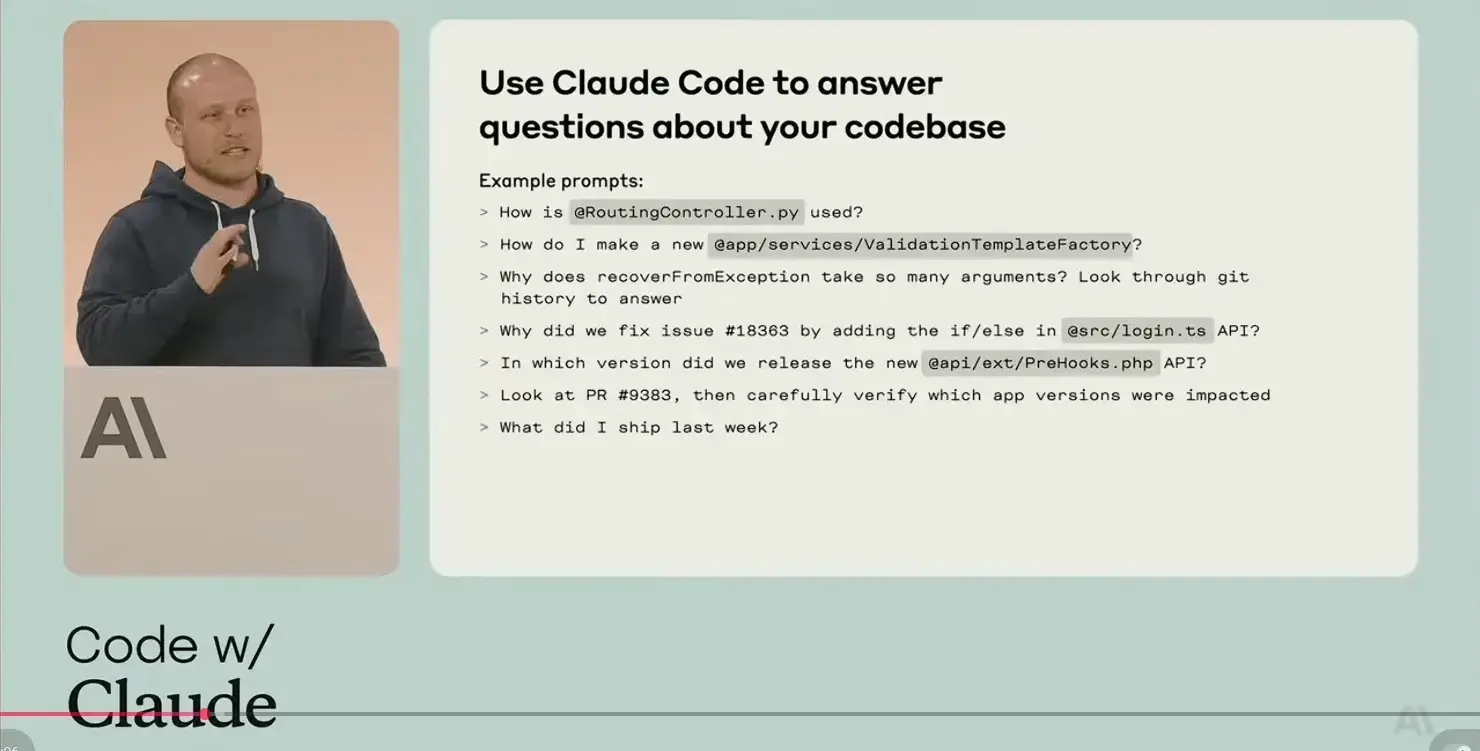 Use Claude Code to answer
questions about your codebase
Example prompts:
> How is @RoutingController.py used?
> How do I make a new @app/services/ValidationTemplateFactory?
> Why does recoverFromException take so many arguments? Look through git
history to answer
> Why did we fix issue #18363 by adding the if/else in @src/login.ts API?
> In which version did we release the new @api/ext/PreHooks.php API?
> Look at PR #9383, then carefully verify which app versions were impacted
> What did I ship last week?
A\
Code w/
Claude
A\